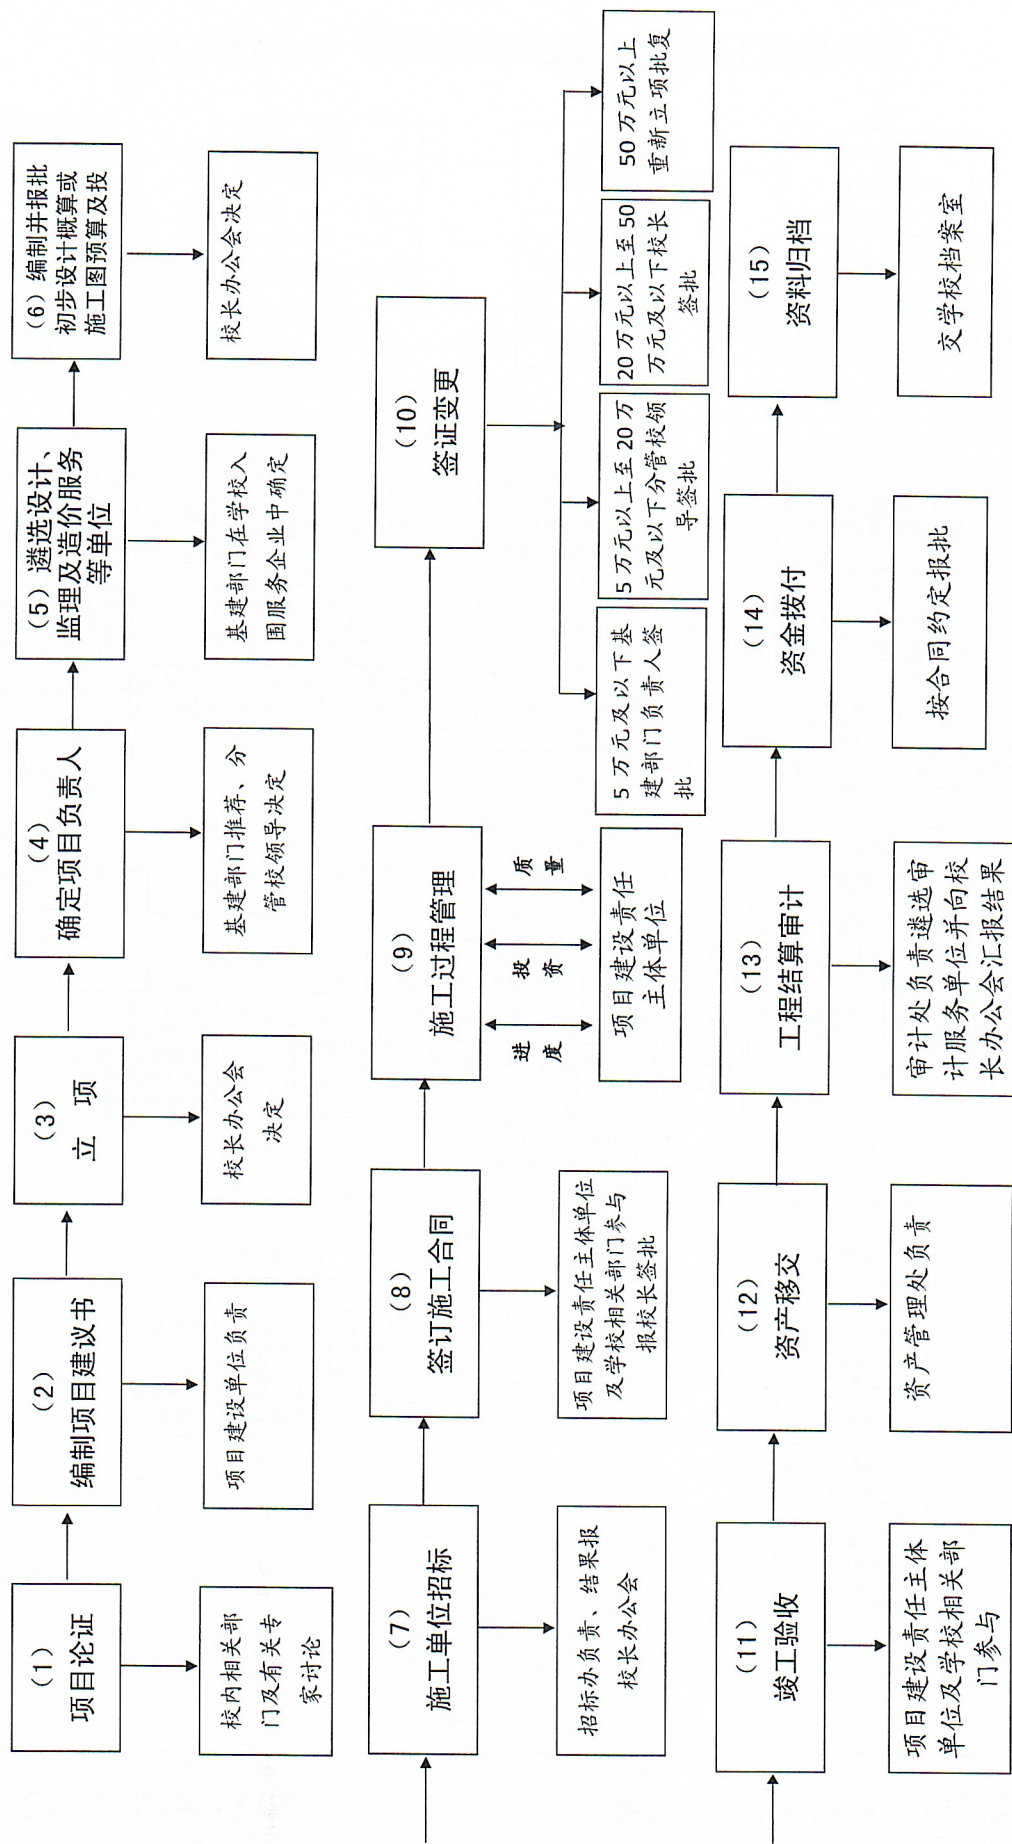 （1）
项目论证
校内相关部
门及有关专
家讨论
（2）
编制项目建议书
项目建设单位负责
（3）
立 项
校长办公会
决定
（4）
确定项目负责人
基建部门推荐、分
管校领导决定
（5）遴选设计、
监理及造价服务
等单位
基建部门在学校入
围服务企业中确定
（6）编制并报批
初步设计概算或
施工图预算及投
校长办公会决定
（7）
施工单位招标
招标办负责、结果报
校长办公会
（8）
签订施工合同
项目建设责任主体单位
及学校相关部门参与
报校长签批
（9）
施工过程管理
进度
投资
质量
项目建设责任
主体单位
（10）
签证变更
5 万元及以下基
建部门负责人签
批
5 万元以上至 20 万
元及以下分管校领
导签批
20 万元以上至 50
万元及以下校长
签批
50 万元以上
重新立项批复
（11）
竣工验收
项目建设责任主体
单位及学校相关部
门参与
（12）
资产移交
资产管理处负责
（13）
工程结算审计
审计处负责遴选审
计服务单位并向校
长办公会汇报结果
（14）
资金拨付
按合同约定报批
（15）
资料归档
交学校档案室